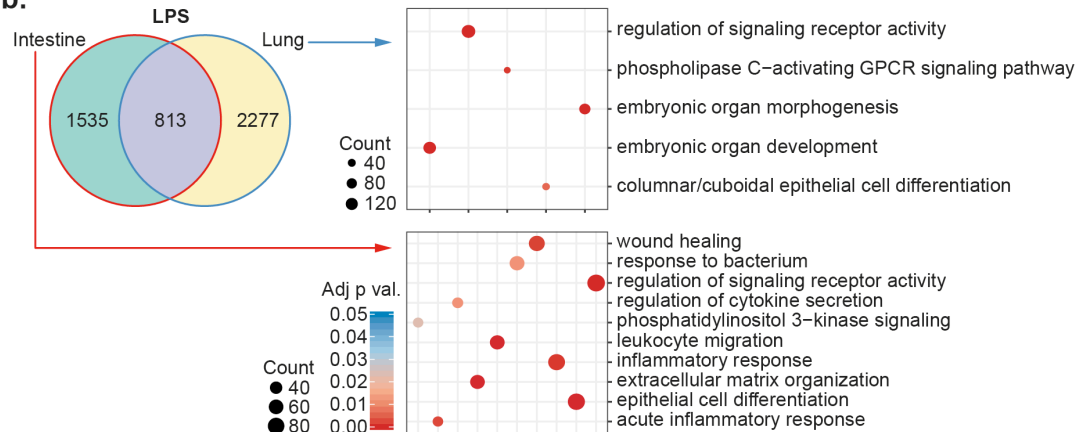 b.
LPS
Intestine
Lung
1535
813
2277
regulation of signaling receptor activity
phospholipase C−activating GPCR signaling pathway
embryonic organ morphogenesis
embryonic organ development
columnar/cuboidal epithelial cell differentiation
Count
40
80
120
wound healing
response to bacterium
regulation of signaling receptor activity
regulation of cytokine secretion
phosphatidylinositol 3−kinase signaling
leukocyte migration
inflammatory response
extracellular matrix organization
epithelial cell differentiation
acute inflammatory response
Adj p val.
0.05
0.04
0.03
0.02
0.01
0.00
Count
40
60
80